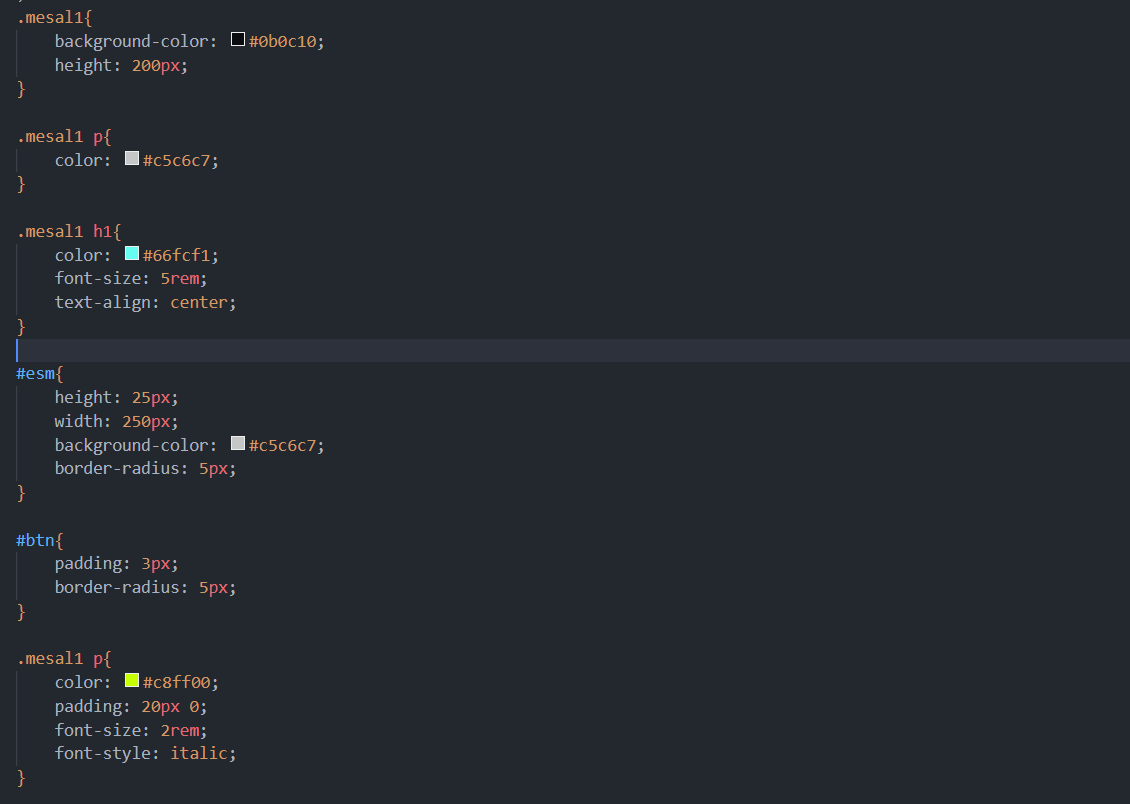 .mesal1{
    background-color: #0b0c10;
    height: 200px;
}

.mesal1 p{
    color: #c5c6c7;
}

.mesal1 h1{
    color: #66fcf1;
    font-size: 5rem;
    text-align: center;
}

#esm{
    height: 25px;
    width: 250px;
    background-color: #c5c6c7;
    border-radius: 5px;
}

#btn{
    padding: 3px;
    border-radius: 5px;
}

.mesal1 p{
    color: #c8ff00;
    padding: 20px 0;
    font-size: 2rem;
    font-style: italic;
}